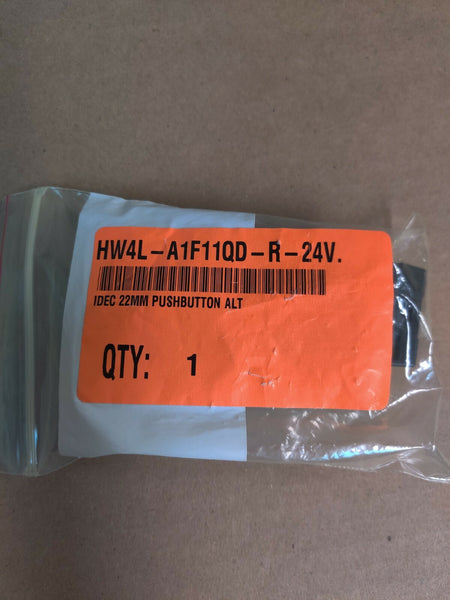 HW4L-A1F11QD-R-24V.
IDEC 22MM PUSHBUTTON ALT
QTY: 1